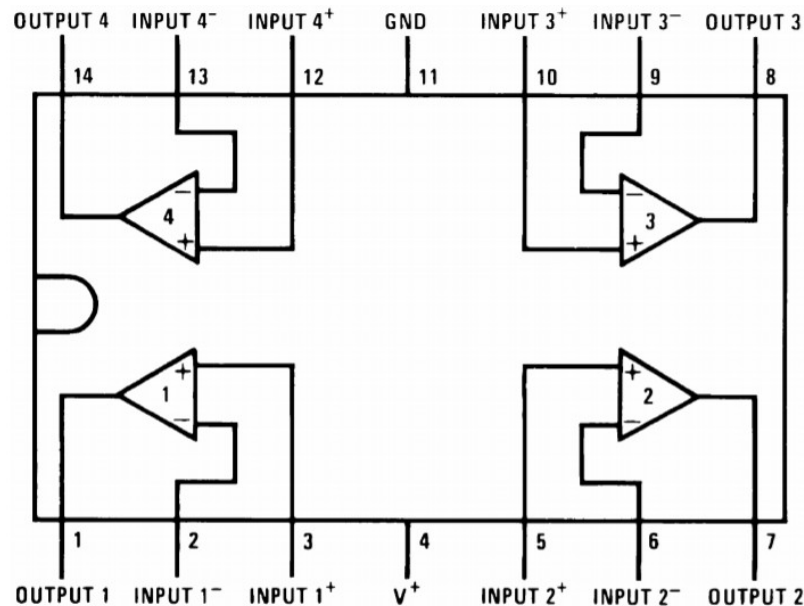 OUTPUT 4 INPUT 4⁻ INPUT 4⁺ GND INPUT 3⁺ INPUT 3⁻ OUTPUT 3
14 13 12 11 10 9 8
− −
4 3
+ +
+ +
1 2
− −
1 2 3 4 5 6 7
OUTPUT 1 INPUT 1⁻ INPUT 1⁺ V⁺ INPUT 2⁺ INPUT 2⁻ OUTPUT 2